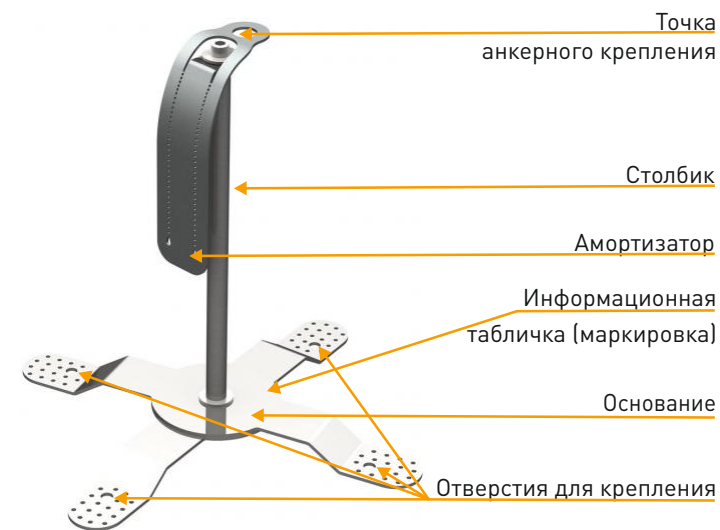 Точка
анкерного крепления
Столбик
Амортизатор
Информационная
табличка (маркировка)
Основание
Отверстия для крепления